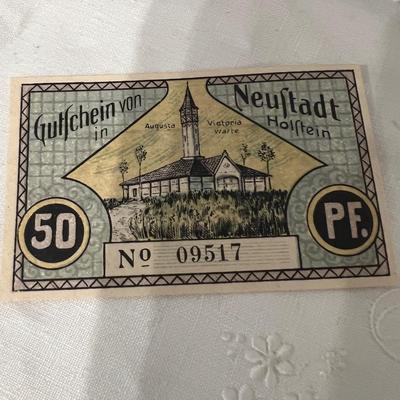 Gutschein von Neustadt
in Holstein
Augusta Victoria
Warte
50 PF.
No 09517